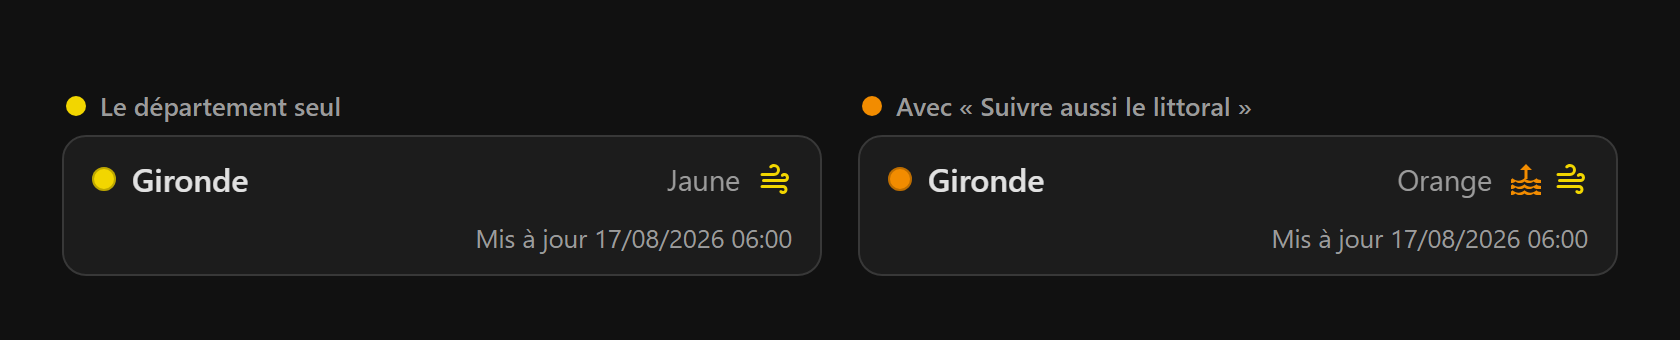 Le département seul
Gironde
Jaune
Mis à jour 17/08/2026 06:00
Avec « Suivre aussi le littoral »
Gironde
Orange
Mis à jour 17/08/2026 06:00